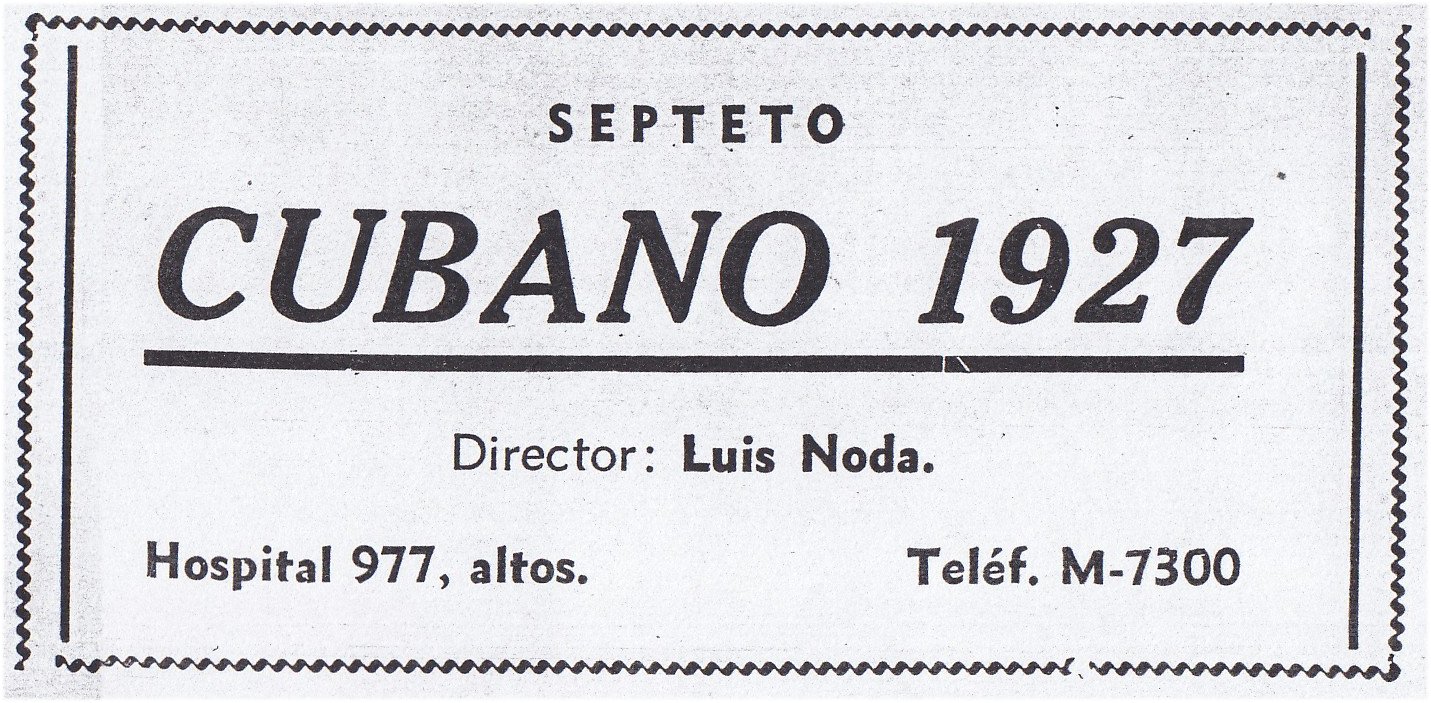 SEPTETO
CUBANO 1927
Director: Luis Noda.
Hospital 977, altos. Teléf. M-7300